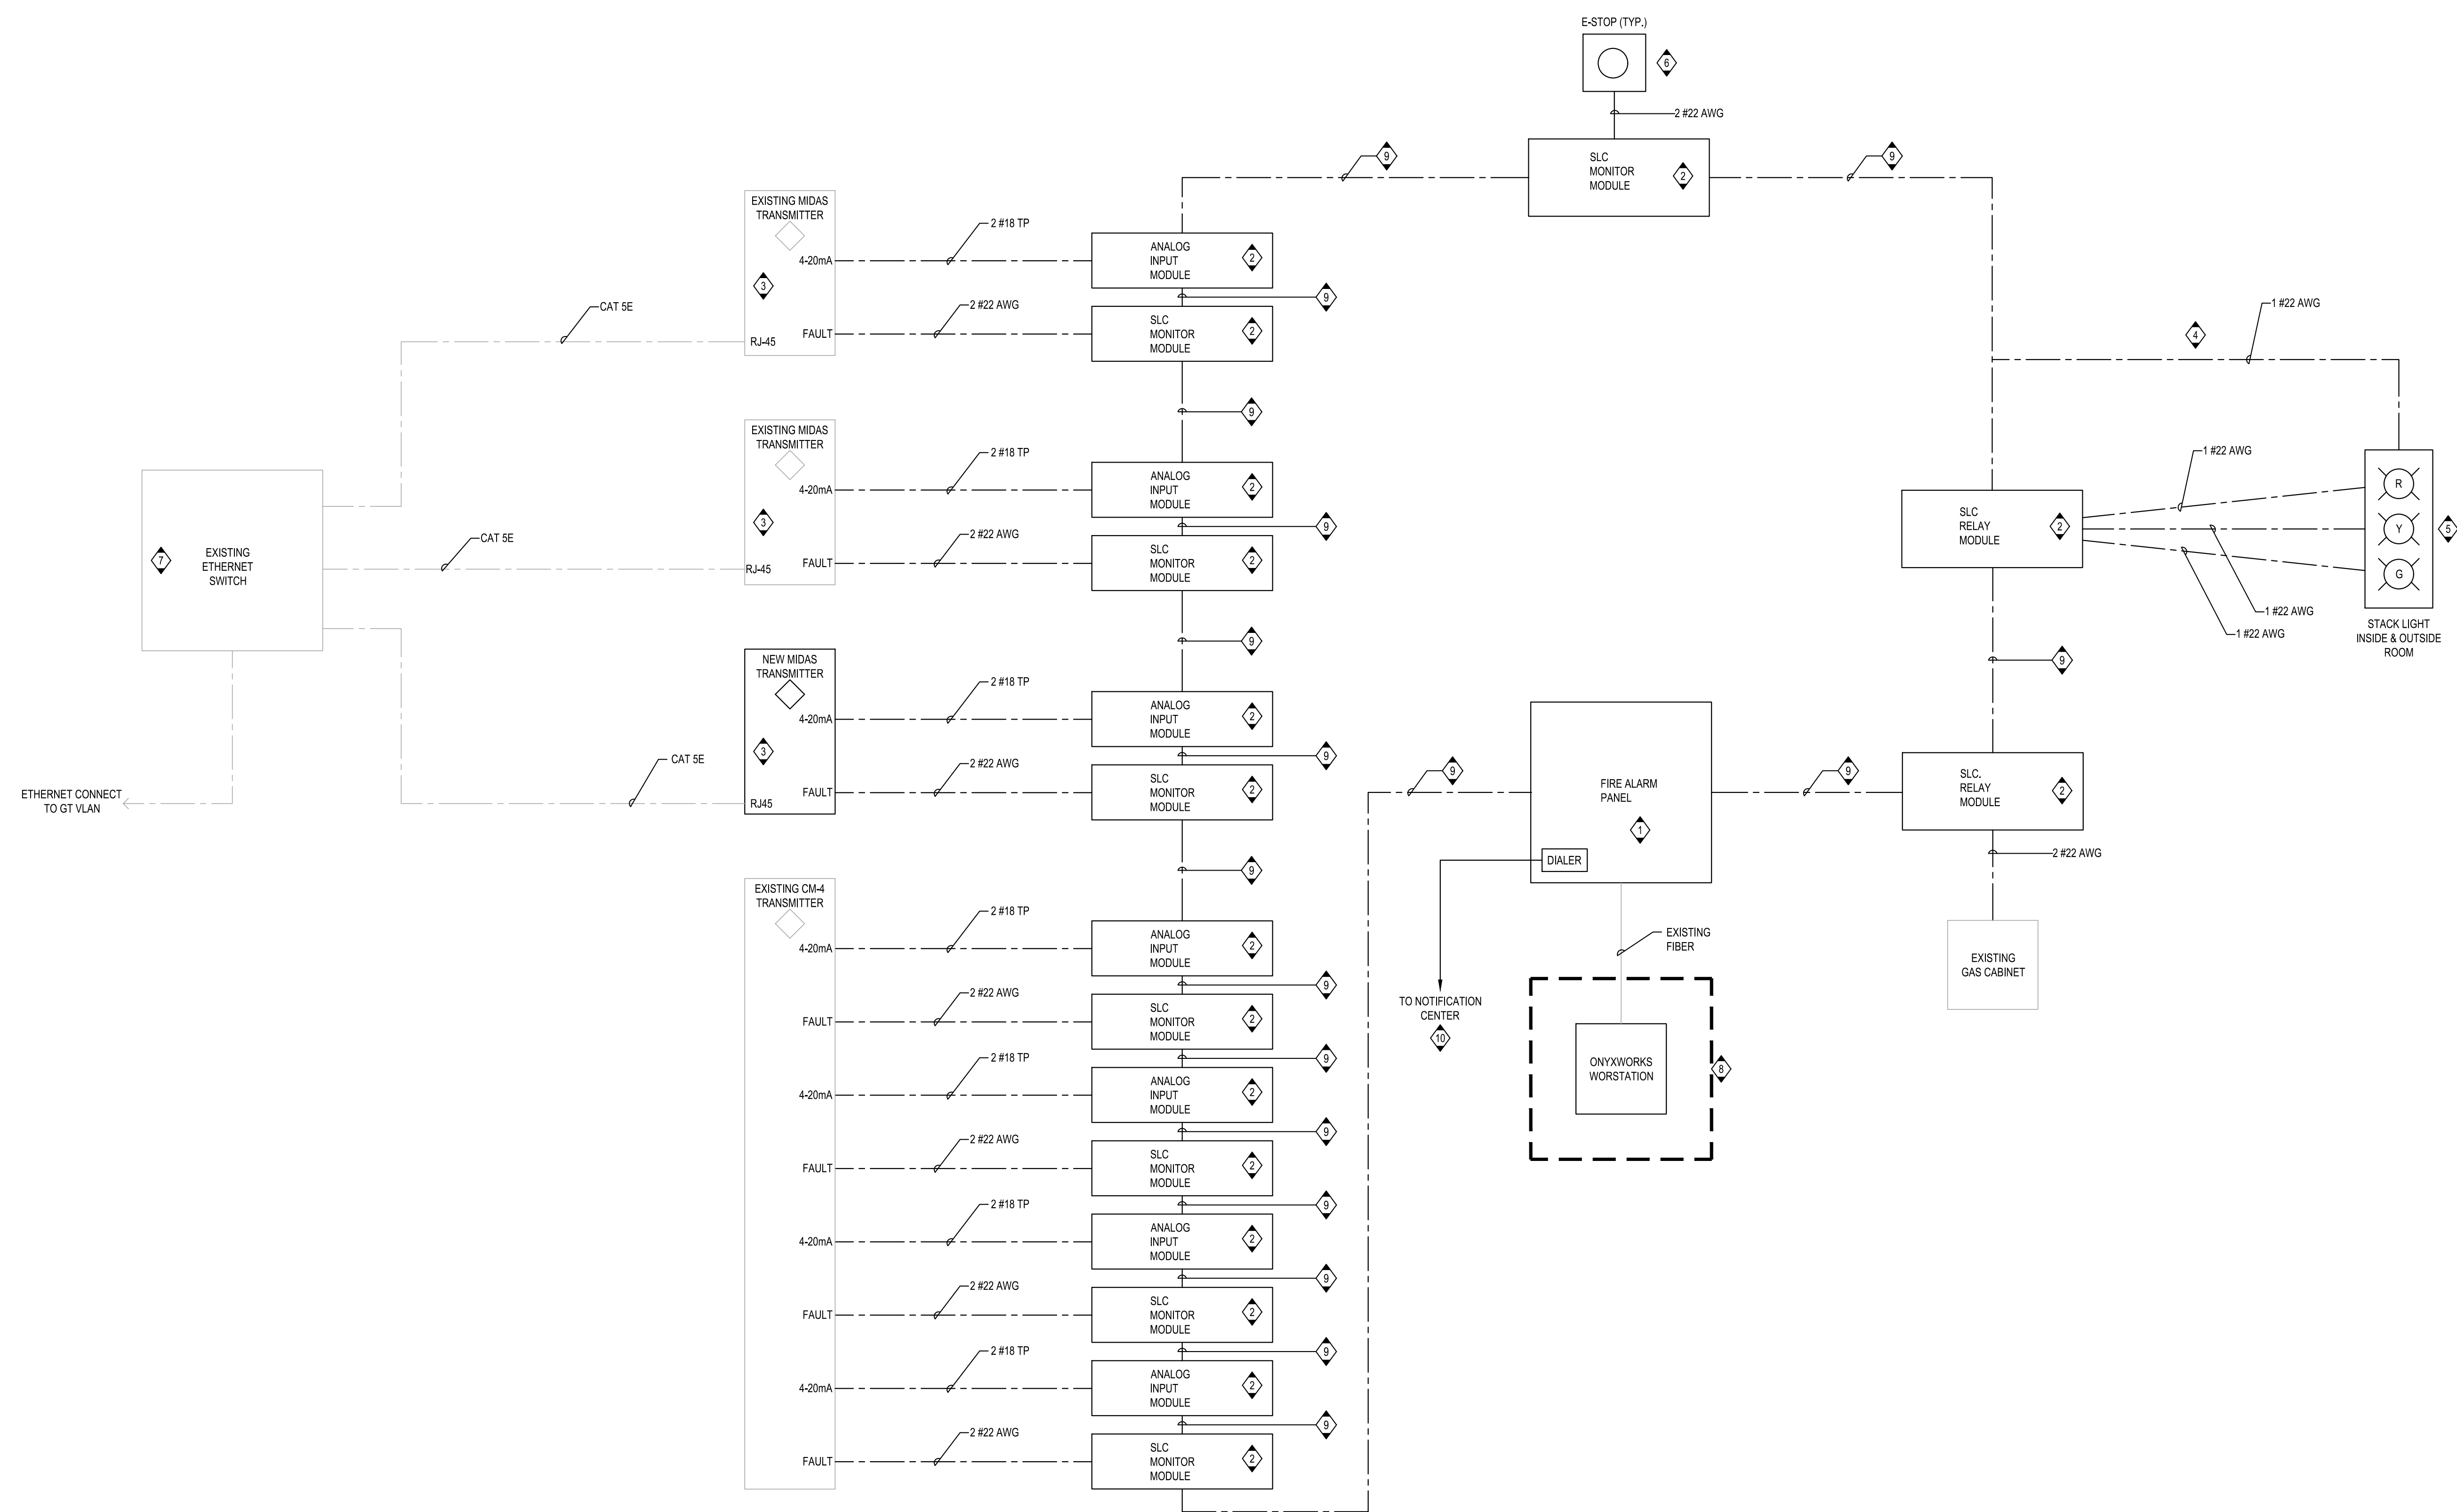 E-STOP (TYP.)
6
2 #22 AWG
SLC
MONITOR
MODULE
2
9
9
EXISTING MIDAS
TRANSMITTER
4-20mA
3
FAULT
RJ-45
2 #18 TP
2 #22 AWG
ANALOG
INPUT
MODULE
2
9
SLC
MONITOR
MODULE
2
9
CAT 5E
EXISTING MIDAS
TRANSMITTER
4-20mA
3
FAULT
RJ-45
2 #18 TP
2 #22 AWG
ANALOG
INPUT
MODULE
2
9
SLC
MONITOR
MODULE
2
9
CAT 5E
7
EXISTING
ETHERNET
SWITCH
ETHERNET CONNECT
TO GT VLAN
CAT 5E
NEW MIDAS
TRANSMITTER
4-20mA
3
FAULT
RJ45
2 #18 TP
2 #22 AWG
ANALOG
INPUT
MODULE
2
9
SLC
MONITOR
MODULE
2
9
EXISTING CM-4
TRANSMITTER
4-20mA
2 #18 TP
ANALOG
INPUT
MODULE
2
9
FAULT
2 #22 AWG
SLC
MONITOR
MODULE
2
9
4-20mA
2 #18 TP
ANALOG
INPUT
MODULE
2
9
FAULT
2 #22 AWG
SLC
MONITOR
MODULE
2
9
4-20mA
2 #18 TP
ANALOG
INPUT
MODULE
2
9
FAULT
2 #22 AWG
SLC
MONITOR
MODULE
2
9
4-20mA
2 #18 TP
ANALOG
INPUT
MODULE
2
9
FAULT
2 #22 AWG
SLC
MONITOR
MODULE
2
4
1 #22 AWG
1 #22 AWG
SLC
RELAY
MODULE
2
R
Y
G
5
1 #22 AWG
1 #22 AWG
STACK LIGHT
INSIDE & OUTSIDE
ROOM
9
9
FIRE ALARM
PANEL
1
DIALER
9
SLC.
RELAY
MODULE
2
2 #22 AWG
EXISTING
GAS CABINET
EXISTING
FIBER
TO NOTIFICATION
CENTER
10
ONYXWORKS
WORSTATION
8